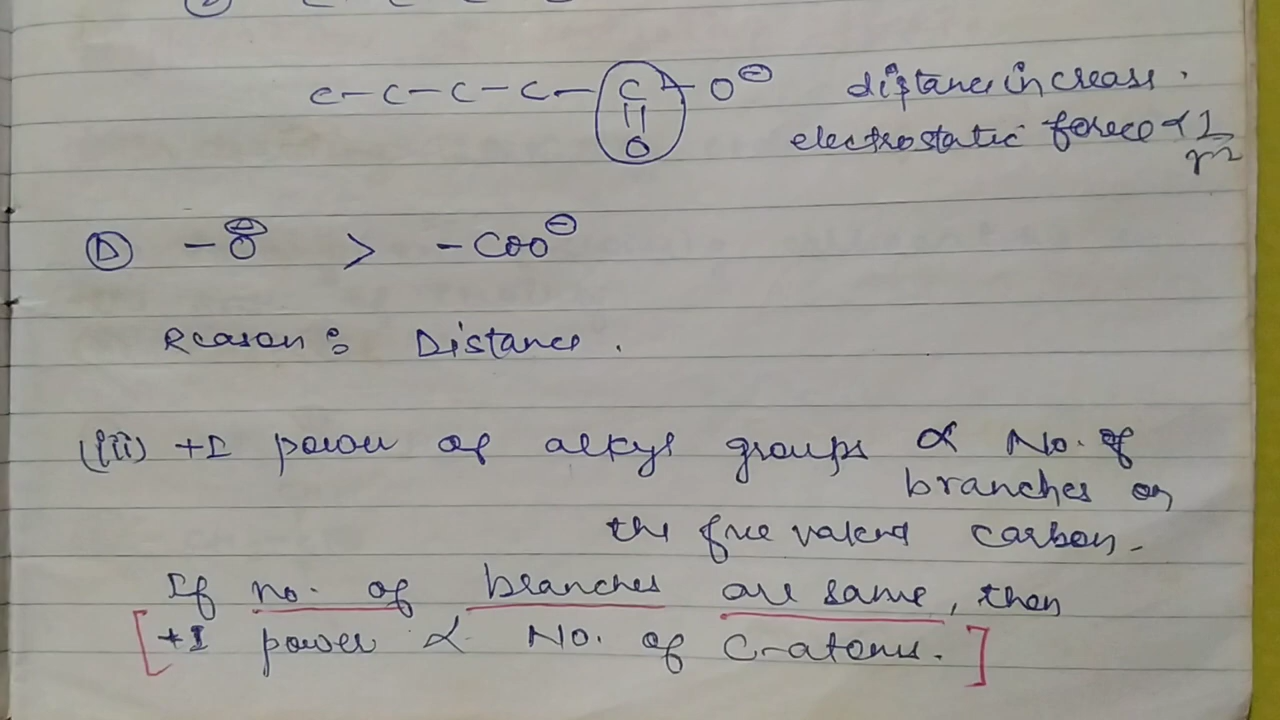 C-C-C-C-C-O⊖ distance increase.
||
O
electrostatic force ∝ 1/r²
(D) -O⊖ > -COO⊖
Reason: Distance.
(iii) +I power of alkyl groups ∝ No. of
branches on
the free valent carbon-
If no. of branches are same, then
[+I power ∝ No. of C-atoms.]